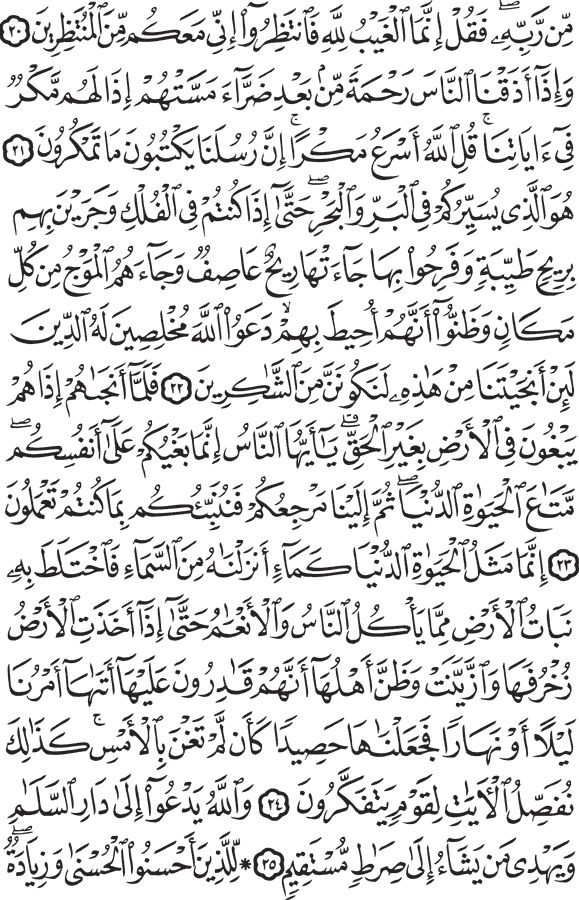 مِّن رَّبِّهِۦۖ فَقُلْ إِنَّمَا ٱلْغَيْبُ لِلَّهِ فَٱنتَظِرُوٓا۟ إِنِّى مَعَكُم مِّنَ ٱلْمُنتَظِرِينَ ٢٠
وَإِذَآ أَذَقْنَا ٱلنَّاسَ رَحْمَةً مِّنۢ بَعْدِ ضَرَّآءَ مَسَّتْهُمْ إِذَا لَهُم مَّكْرٌ
فِىٓ ءَايَاتِنَاۚ قُلِ ٱللَّهُ أَسْرَعُ مَكْرًاۚ إِنَّ رُسُلَنَا يَكْتُبُونَ مَا تَمْكُرُونَ ٢١
هُوَ ٱلَّذِى يُسَيِّرُكُمْ فِى ٱلْبَرِّ وَٱلْبَحْرِۖ حَتَّىٰٓ إِذَا كُنتُمْ فِى ٱلْفُلْكِ وَجَرَيْنَ بِهِم
بِرِيحٍ طَيِّبَةٍ وَفَرِحُوا۟ بِهَا جَآءَتْهَا رِيحٌ عَاصِفٌ وَجَآءَهُمُ ٱلْمَوْجُ مِن كُلِّ
مَكَانٍ وَظَنُّوٓا۟ أَنَّهُمْ أُحِيطَ بِهِمْۙ دَعَوُا۟ ٱللَّهَ مُخْلِصِينَ لَهُ ٱلدِّينَ
لَئِنْ أَنجَيْتَنَا مِنْ هَٰذِهِۦ لَنَكُونَنَّ مِنَ ٱلشَّٰكِرِينَ ٢٢ فَلَمَّآ أَنجَىٰهُمْ إِذَا هُمْ
يَبْغُونَ فِى ٱلْأَرْضِ بِغَيْرِ ٱلْحَقِّۗ يَٰٓأَيُّهَا ٱلنَّاسُ إِنَّمَا بَغْيُكُمْ عَلَىٰٓ أَنفُسِكُمۖ
مَّتَٰعَ ٱلْحَيَوٰةِ ٱلدُّنْيَاۖ ثُمَّ إِلَيْنَا مَرْجِعُكُمْ فَنُنَبِّئُكُم بِمَا كُنتُمْ تَعْمَلُونَ
٢٣ إِنَّمَا مَثَلُ ٱلْحَيَوٰةِ ٱلدُّنْيَا كَمَآءٍ أَنزَلْنَٰهُ مِنَ ٱلسَّمَآءِ فَٱخْتَلَطَ بِهِۦ
نَبَاتُ ٱلْأَرْضِ مِمَّا يَأْكُلُ ٱلنَّاسُ وَٱلْأَنْعَٰمُ حَتَّىٰٓ إِذَآ أَخَذَتِ ٱلْأَرْضُ
زُخْرُفَهَا وَٱزَّيَّنَتْ وَظَنَّ أَهْلُهَآ أَنَّهُمْ قَٰدِرُونَ عَلَيْهَآ أَتَىٰهَآ أَمْرُنَا
لَيْلًا أَوْ نَهَارًا فَجَعَلْنَٰهَا حَصِيدًا كَأَن لَّمْ تَغْنَ بِٱلْأَمْسِۚ كَذَٰلِكَ
نُفَصِّلُ ٱلْأَيَٰتِ لِقَوْمٍ يَتَفَكَّرُونَ ٢٤ وَٱللَّهُ يَدْعُوٓا۟ إِلَىٰ دَارِ ٱلسَّلَٰمِ
وَيَهْدِى مَن يَشَآءُ إِلَىٰ صِرَٰطٍ مُّسْتَقِيمٍ ٢٥ * لِّلَّذِينَ أَحْسَنُوا۟ ٱلْحُسْنَىٰ وَزِيَادَةٌۖ